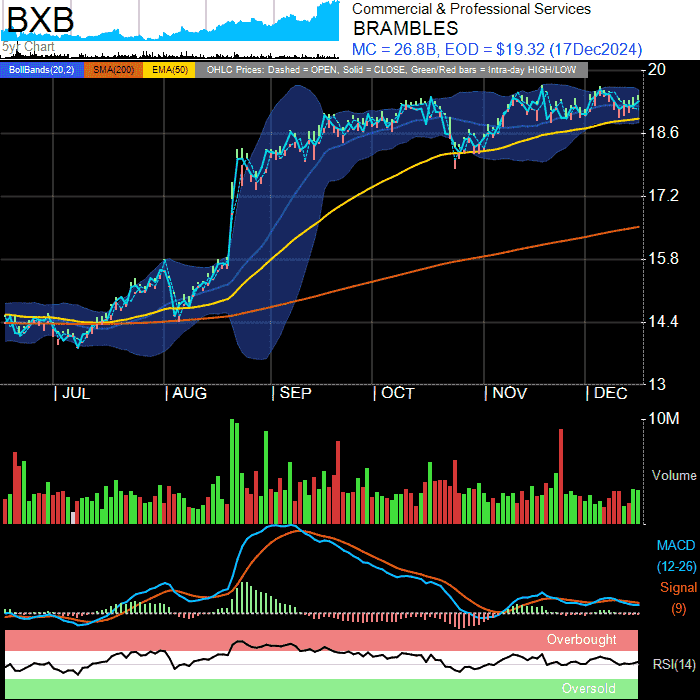 BXB
5yr Chart
Commercial & Professional Services
BRAMBLES
MC = 26.8B, EOD = $19.32 (17Dec2024)
BollBands(20,2) SMA(200) EMA(50) OHLC Prices: Dashed = OPEN, Solid = CLOSE, Green/Red bars = Intra-day HIGH/LOW
20
18.6
17.2
15.8
14.4
13
JUL AUG SEP OCT NOV DEC
10M
Volume
MACD
(12-26)
Signal
(9)
Overbought
RSI(14)
Oversold